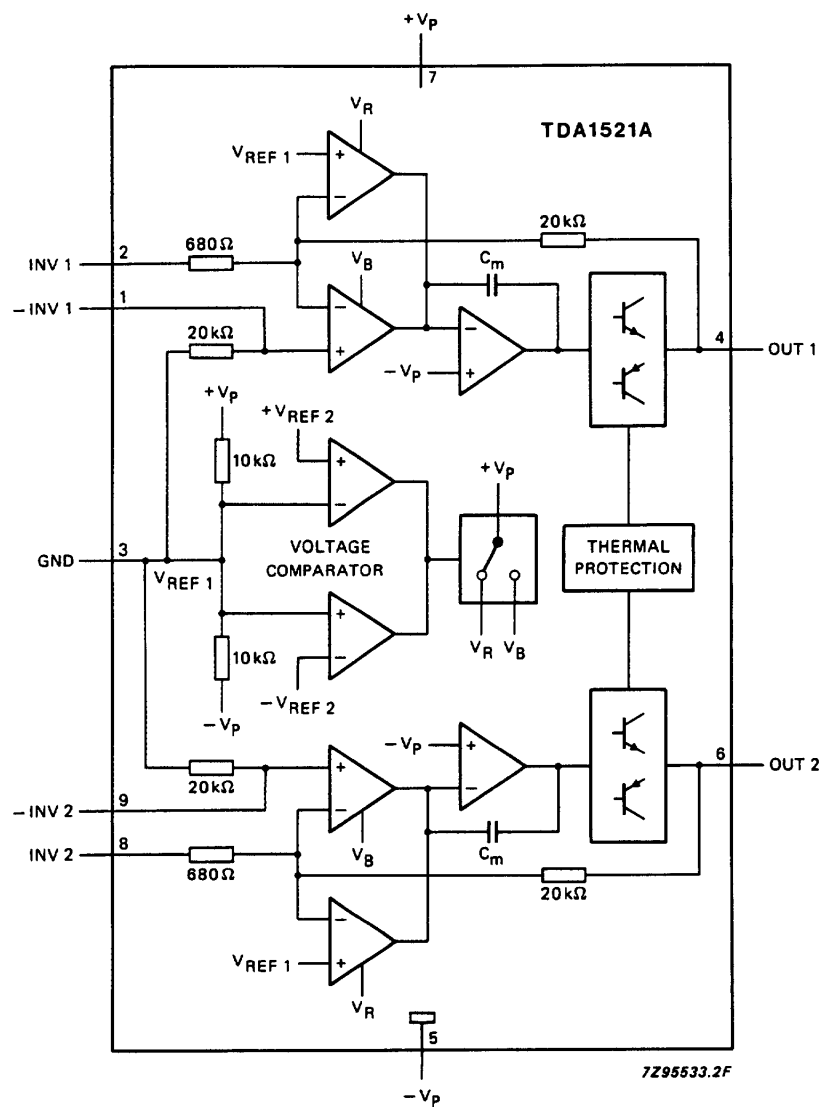 +VP
7
TDA1521A
VR
VREF 1
+
−
20kΩ
680Ω
INV 1
2
VB
Cm
−INV 1
1
−
+
20kΩ
−
−VP
+
4
OUT 1
+VP
+VREF 2
10kΩ
+
−
+VP
GND
3
VREF 1
VOLTAGE
COMPARATOR
THERMAL
PROTECTION
+
−
VR
VB
10kΩ
−VREF 2
−VP
−VP
+
−
6
OUT 2
20kΩ
+
−
−INV 2
9
VB
Cm
INV 2
8
680Ω
20kΩ
−
+
VREF 1
VR
5
−VP
7Z95533.2F